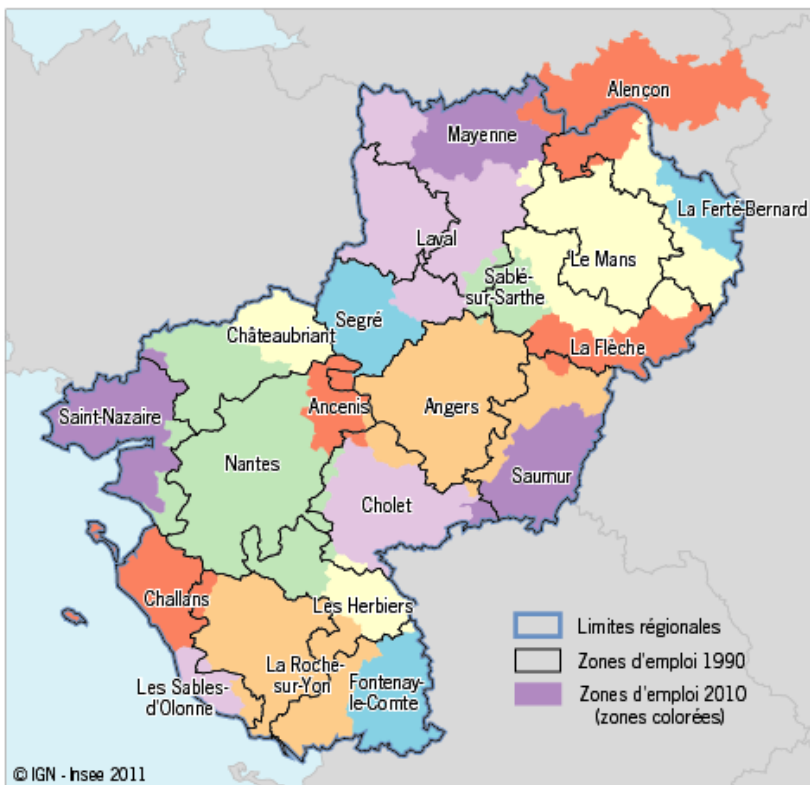 Alençon
Mayenne
La Ferté-Bernard
Laval
Le Mans
Sablé-
sur-Sarthe
Segré
Châteaubriant
La Flèche
Ancenis
Angers
Saint-Nazaire
Nantes
Saumur
Cholet
Challans
Les Herbiers
La Roche-
sur-Yon
Les Sables-
d'Olonne
Fontenay-
le-Comte
Limites régionales
Zones d'emploi 1990
Zones d'emploi 2010
(zones colorées)
© IGN - Insee 2011